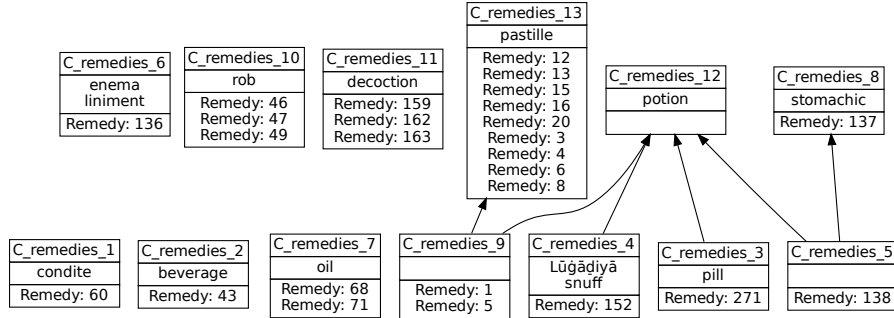 C_remedies_13
pastille
Remedy: 12
Remedy: 13
Remedy: 15
Remedy: 16
Remedy: 20
Remedy: 3
Remedy: 4
Remedy: 6
Remedy: 8
C_remedies_6
enema
liniment
Remedy: 136
C_remedies_10
rob
Remedy: 46
Remedy: 47
Remedy: 49
C_remedies_11
decoction
Remedy: 159
Remedy: 162
Remedy: 163
C_remedies_12
potion
C_remedies_8
stomachic
Remedy: 137
C_remedies_1
condite
Remedy: 60
C_remedies_2
beverage
Remedy: 43
C_remedies_7
oil
Remedy: 68
Remedy: 71
C_remedies_9
Remedy: 1
Remedy: 5
C_remedies_4
Lūġāḏiyā
snuff
Remedy: 152
C_remedies_3
pill
Remedy: 271
C_remedies_5
Remedy: 138